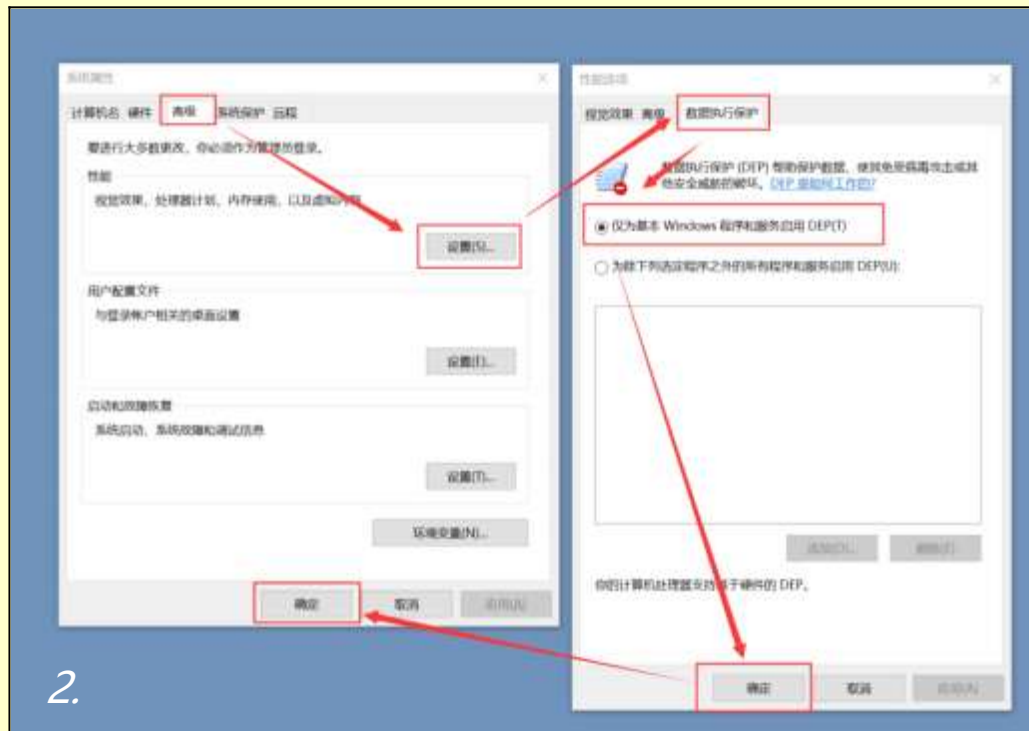 系统属性
计算机名 硬件 高级 系统保护 远程
要进行大多数更改，你必须作为管理员登录。
性能
视觉效果，处理器计划，内存使用，以及虚拟内存
设置(S)...
用户配置文件
与登录帐户相关的桌面设置
设置(E)...
启动和故障恢复
系统启动、系统故障和调试信息
设置(T)...
环境变量(N)...
确定 取消 应用(A)
2.
性能选项
视觉效果 高级 数据执行保护
数据执行保护 (DEP) 帮助保护数据，使其免受病毒攻击或其
他安全威胁的破坏。DEP 是如何工作的?
仅为基本 Windows 程序和服务启用 DEP(T)
为除下列选定程序之外的所有程序和服务启用 DEP(U):
添加(D)... 删除(E)
你的计算机处理器支持基于硬件的 DEP。
确定 取消 应用(A)